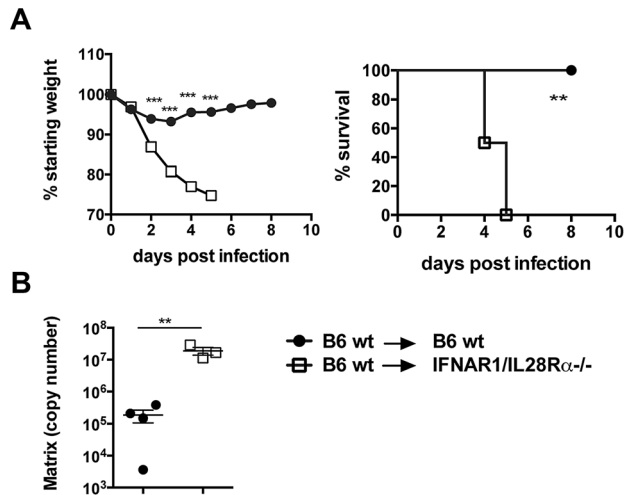 A
% starting weight
110
100
90
80
70
***
***
***
***
0 2 4 6 8 10
days post infection
% survival
100
80
60
40
20
0
**
0 2 4 6 8 10
days post infection
B
Matrix (copy number)
10^8
10^7
10^6
10^5
10^4
10^3
**
B6 wt → B6 wt
B6 wt → IFNAR1/IL28Rα-/-